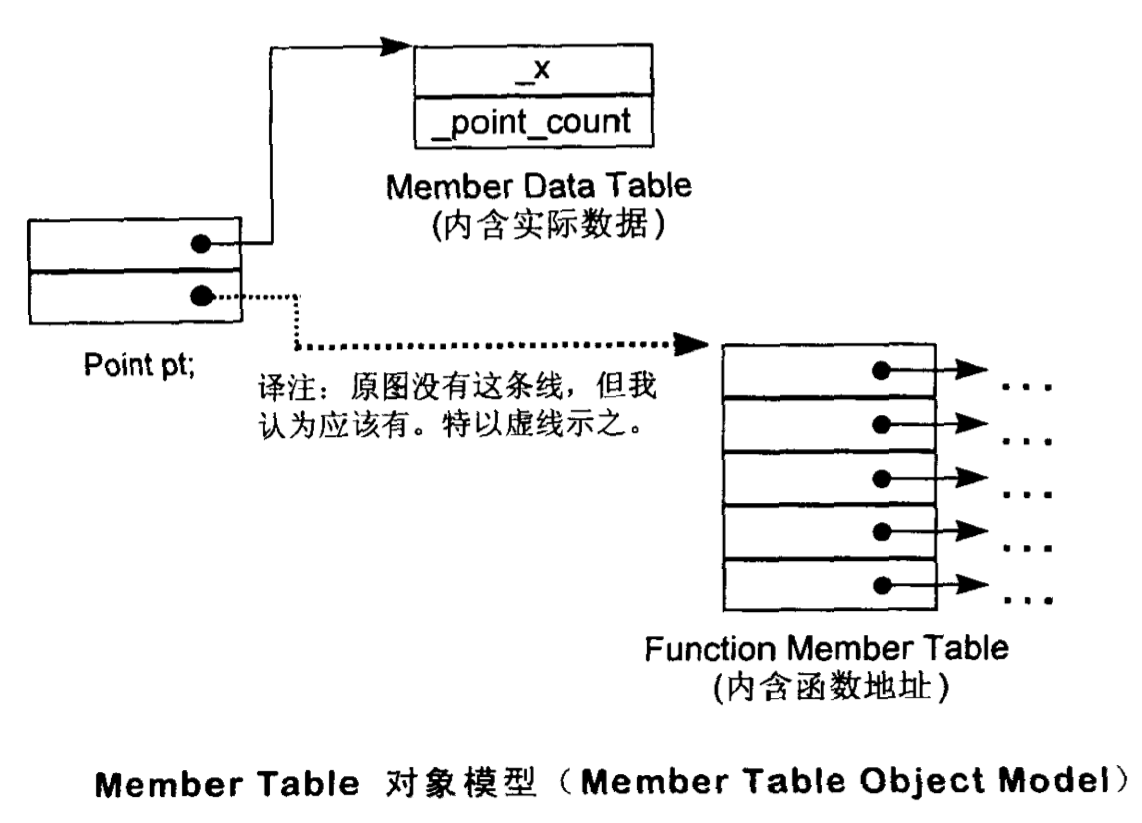 _x
_point_count
Member Data Table
(内含实际数据)
Point pt;
译注：原图没有这条线，但我
认为应该有。特以虚线示之。
...
...
...
...
...
Function Member Table
(内含函数地址)
Member Table 对象模型（Member Table Object Model）